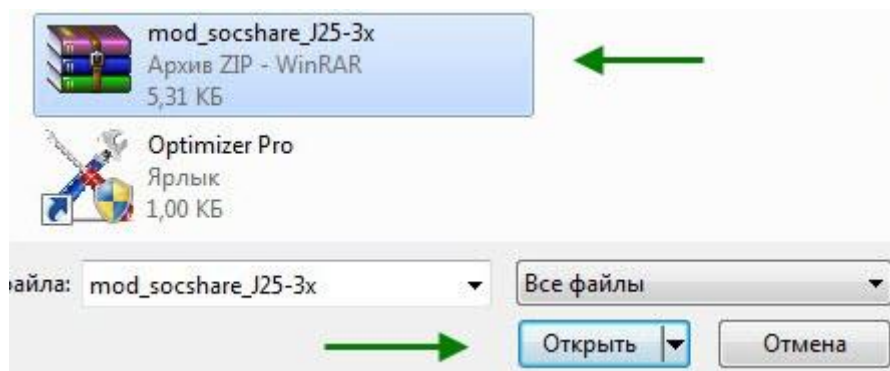 mod_socshare_J25-3x
Архив ZIP - WinRAR
5,31 КБ
Optimizer Pro
Ярлык
1,00 КБ
айла: mod_socshare_J25-3x Все файлы
Открыть Отмена